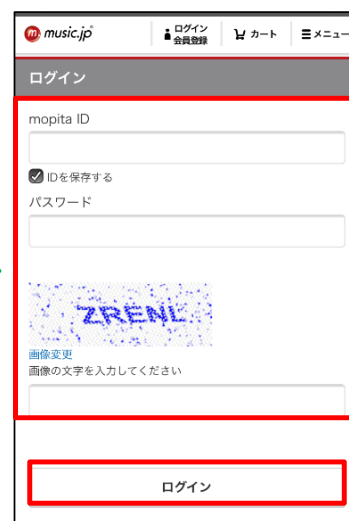 music.jp
ログイン
会員登録
カート
メニュー
ログイン
mopita ID
IDを保存する
パスワード
ZRENL
画像変更
画像の文字を入力してください
ログイン